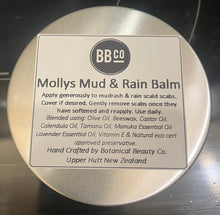 BB CO
Mollys Mud & Rain Balm
Apply generously to mudrash & rain scald scabs.
Cover if desired. Gently remove scabs once they
have softened and reappply. Use daily.
Blended using: Olive Oil, Beeswax, Castor Oil,
Calendula Oil, Tamanu Oil, Manuka Essential Oil
Lavender Essential Oil, Vitamin E & Natural eco cert
approved preservative.
Hand Crafted by Botanical Beauty Co.
Upper Hutt New Zealand